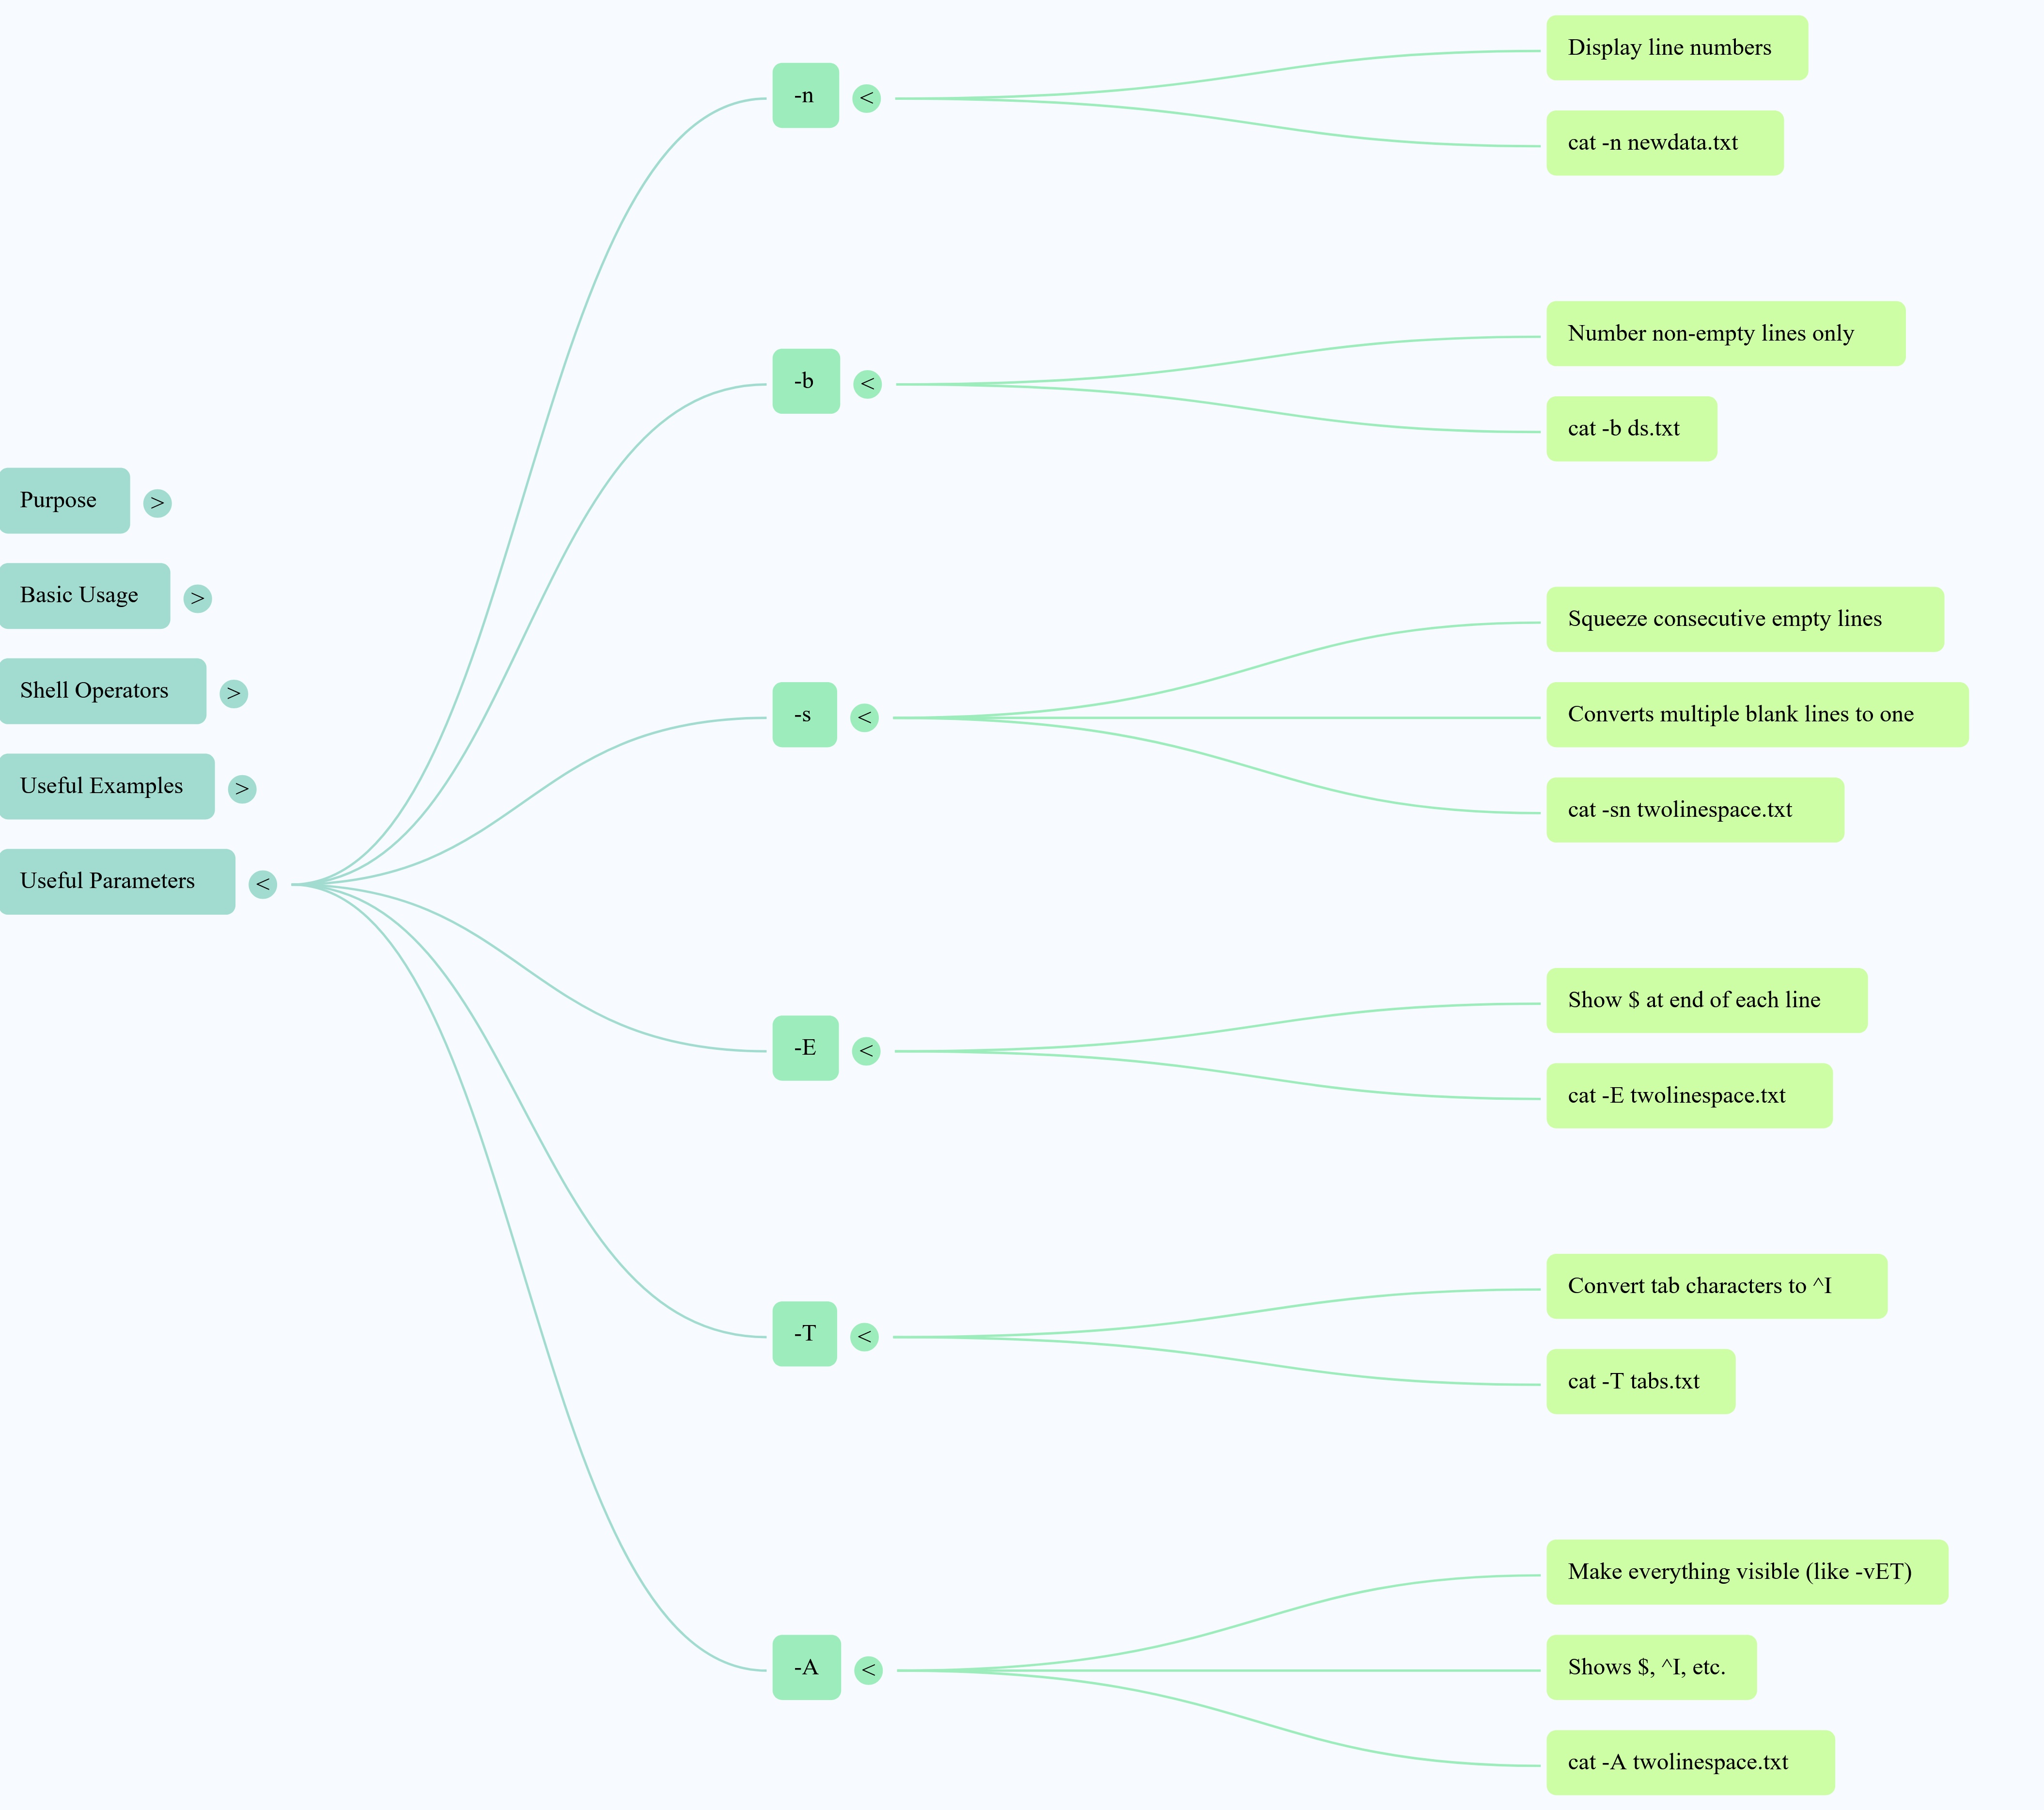 Purpose >
Basic Usage >
Shell Operators >
Useful Examples >
Useful Parameters <
-n <
Display line numbers
cat -n newdata.txt
-b <
Number non-empty lines only
cat -b ds.txt
-s <
Squeeze consecutive empty lines
Converts multiple blank lines to one
cat -sn twolinespace.txt
-E <
Show $ at end of each line
cat -E twolinespace.txt
-T <
Convert tab characters to ^I
cat -T tabs.txt
-A <
Make everything visible (like -vET)
Shows $, ^I, etc.
cat -A twolinespace.txt